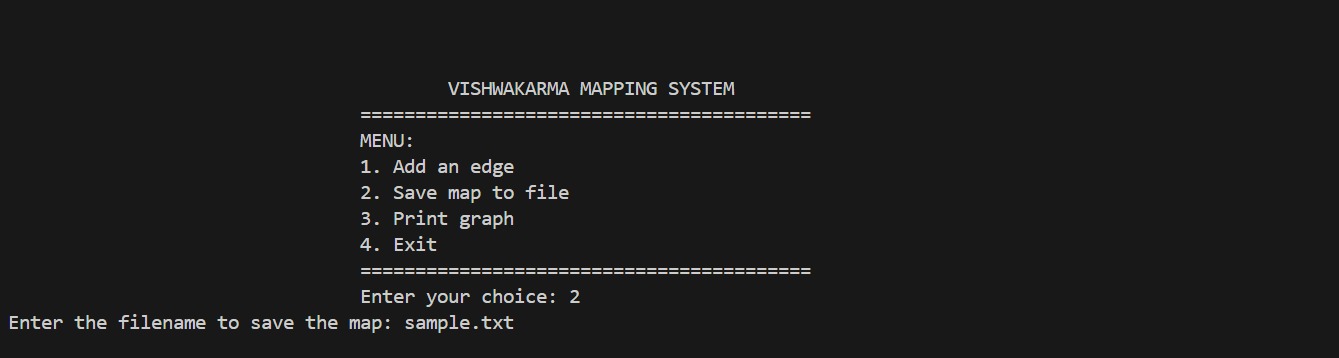 VISHWAKARMA MAPPING SYSTEM
=========================================
MENU:
1. Add an edge
2. Save map to file
3. Print graph
4. Exit
=========================================
Enter your choice: 2
Enter the filename to save the map: sample.txt